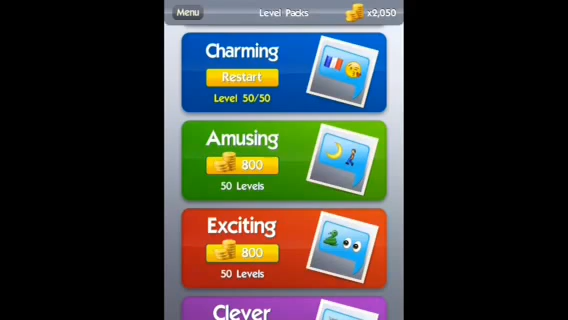 Menu
Level Packs
x2,050
Charming
Restart
Level 50/50
Amusing
800
50 Levels
Exciting
800
50 Levels
Clever